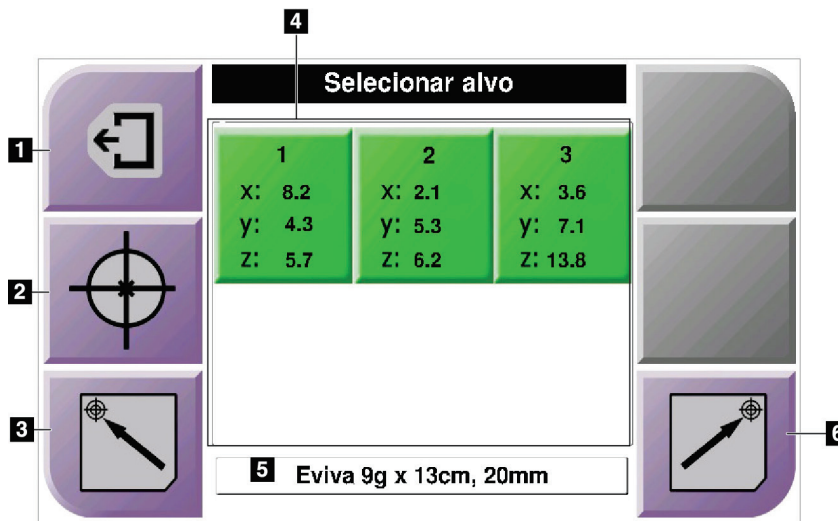 4
Selecionar alvo
1
1 2 3
x: 8.2 x: 2.1 x: 3.6
y: 4.3 y: 5.3 y: 7.1
z: 5.7 z: 6.2 z: 13.8
2
3
6
5 Eviva 9g x 13cm, 20mm